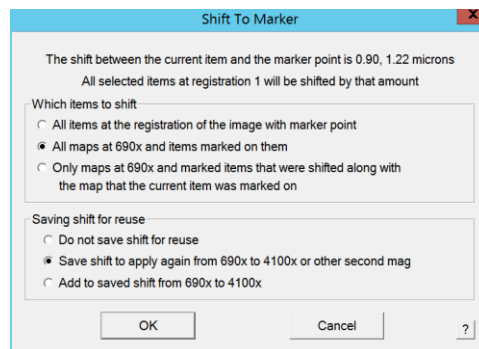 Shift To Marker
X
The shift between the current item and the marker point is 0.90, 1.22 microns
All selected items at registration 1 will be shifted by that amount
Which items to shift
All items at the registration of the image with marker point
All maps at 690x and items marked on them
Only maps at 690x and marked items that were shifted along with
the map that the current item was marked on
Saving shift for reuse
Do not save shift for reuse
Save shift to apply again from 690x to 4100x or other second mag
Add to saved shift from 690x to 4100x
OK Cancel ?